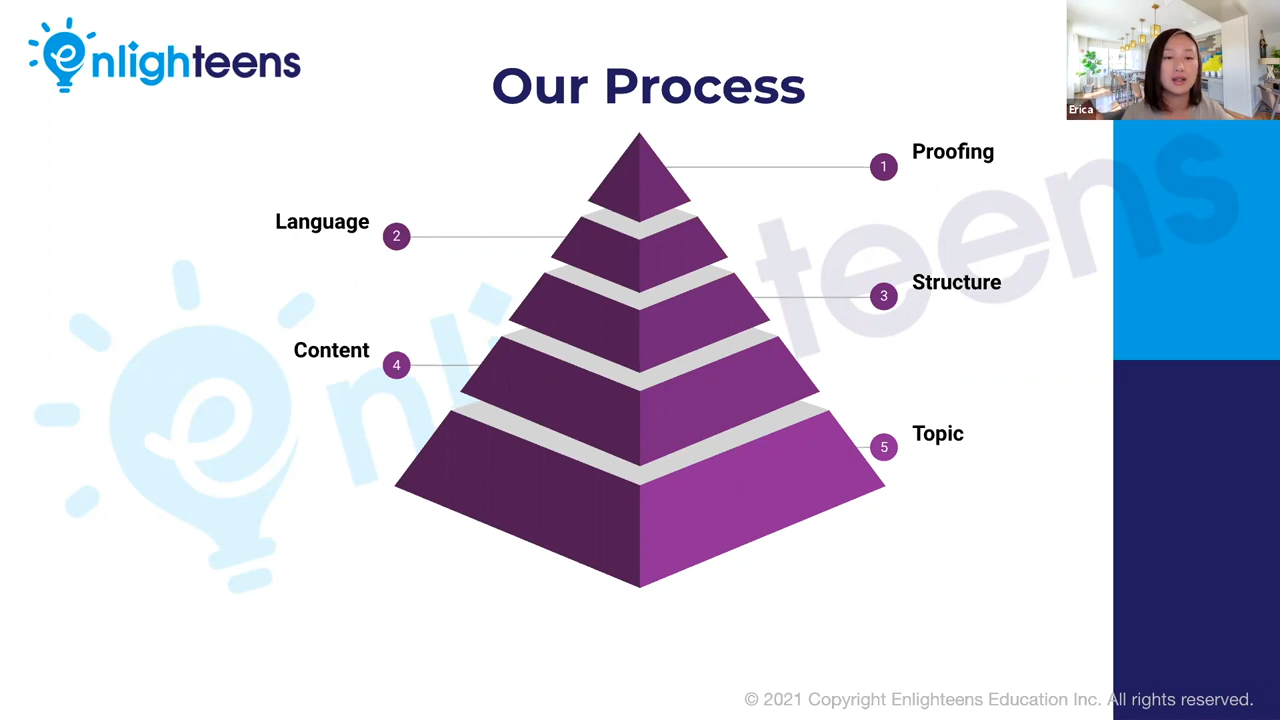 enlighteens
Our Process
Erica
1
Proofing
Language
2
3
Structure
Content
4
5
Topic
enlighteens
© 2021 Copyright Enlighteens Education Inc. All rights reserved.